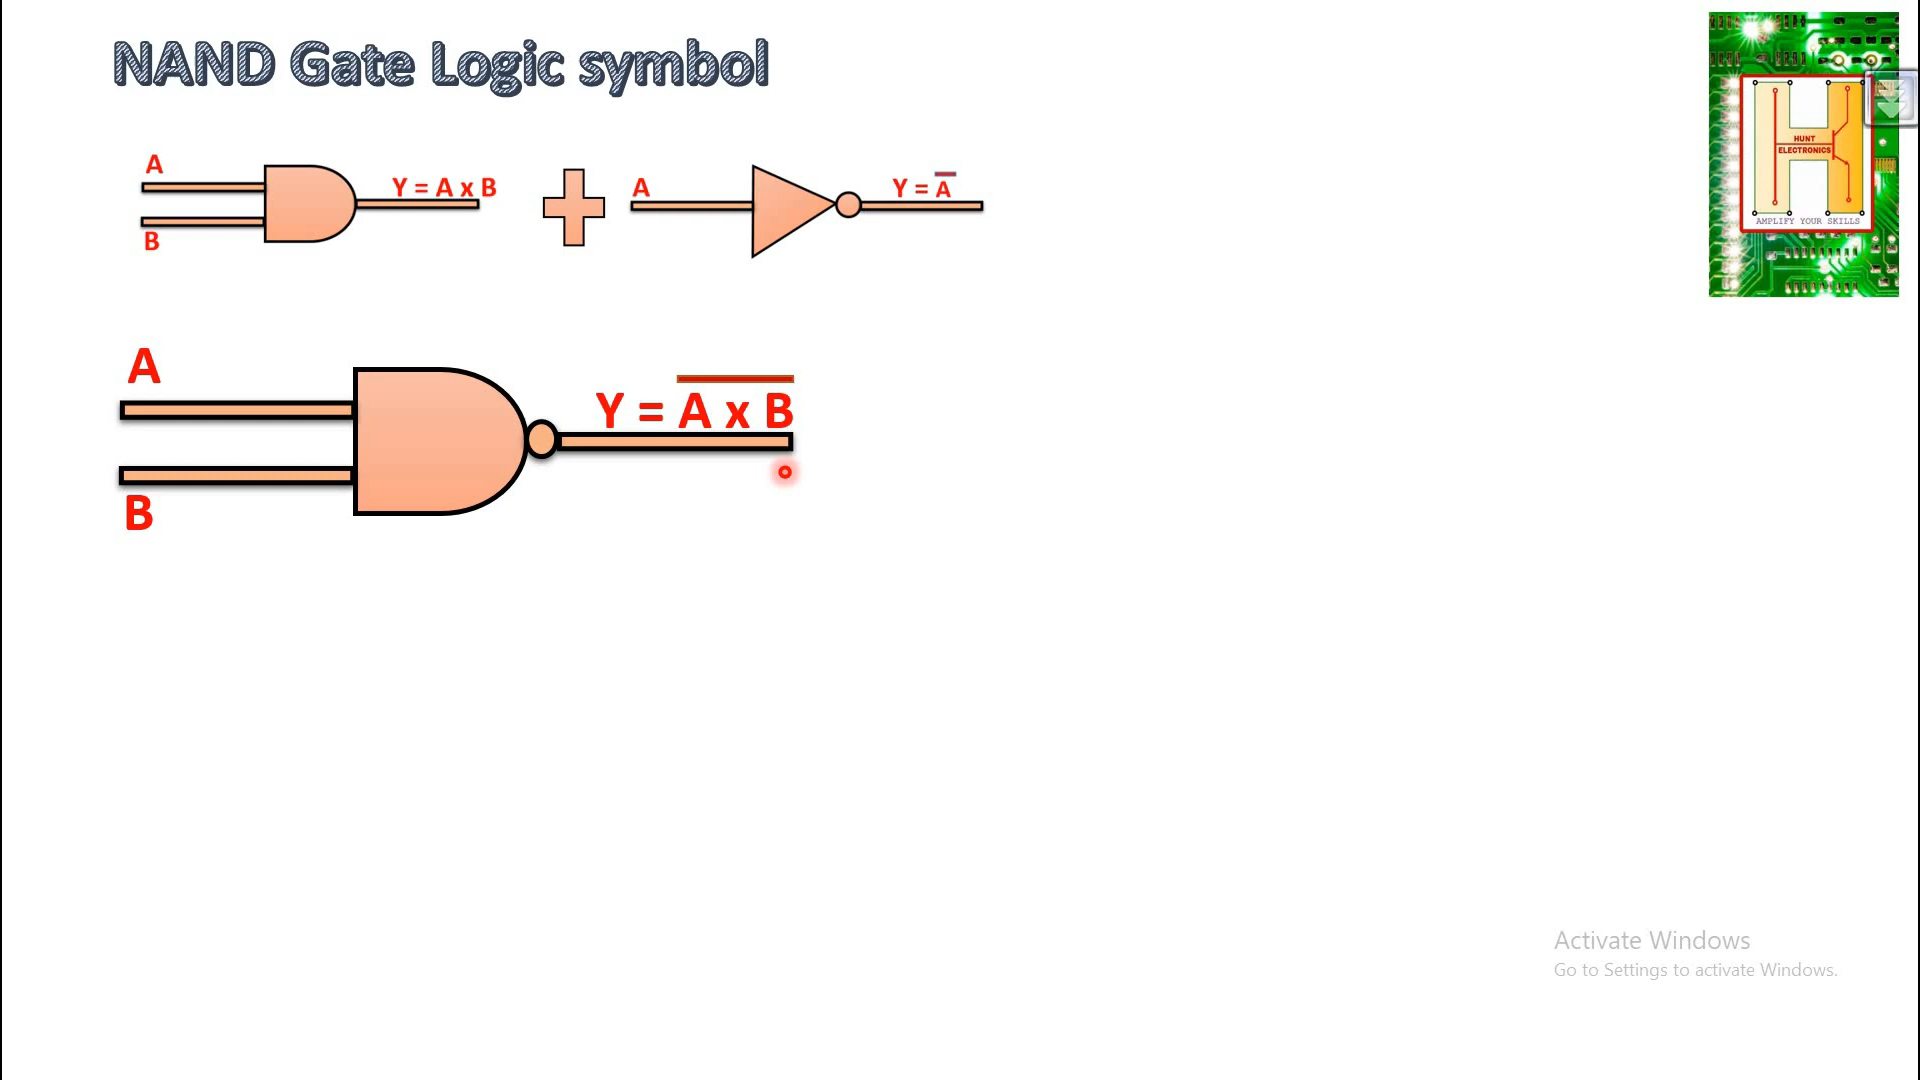 NAND Gate Logic symbol
A
B
Y = A x B
A
Y = A̅
A
B
Y = A̅ ̅x̅ ̅B̅
HUNT
ELECTRONICS
AMPLIFY YOUR SKILLS
Activate Windows
Go to Settings to activate Windows.